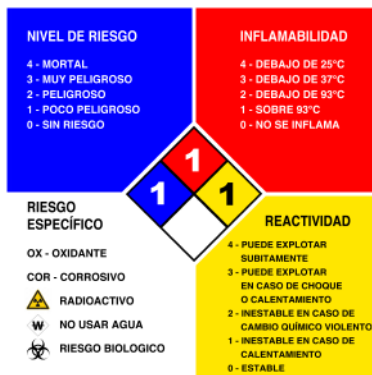 NIVEL DE RIESGO
4 - MORTAL
3 - MUY PELIGROSO
2 - PELIGROSO
1 - POCO PELIGROSO
0 - SIN RIESGO
INFLAMABILIDAD
4 - DEBAJO DE 25°C
3 - DEBAJO DE 37°C
2 - DEBAJO DE 93°C
1 - SOBRE 93°C
0 - NO SE INFLAMA
1
1
1
RIESGO
ESPECÍFICO
OX - OXIDANTE
COR - CORROSIVO
RADIOACTIVO
W NO USAR AGUA
RIESGO BIOLOGICO
REACTIVIDAD
4 - PUEDE EXPLOTAR
SUBITAMENTE
3 - PUEDE EXPLOTAR
EN CASO DE CHOQUE
O CALENTAMIENTO
2 - INESTABLE EN CASO DE
CAMBIO QUÍMICO VIOLENTO
1 - INESTABLE EN CASO DE
CALENTAMIENTO
0 - ESTABLE